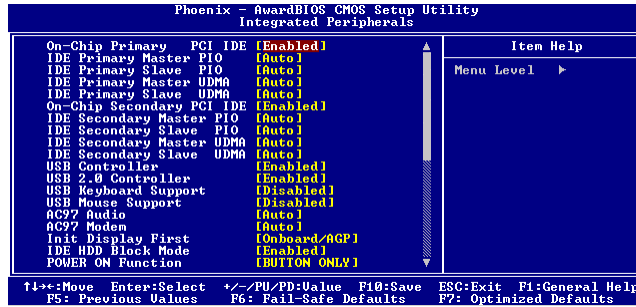 Phoenix - AwardBIOS CMOS Setup Utility
Integrated Peripherals
On-Chip Primary PCI IDE [Enabled]
IDE Primary Master PIO [Auto]
IDE Primary Slave PIO [Auto]
IDE Primary Master UDMA [Auto]
IDE Primary Slave UDMA [Auto]
On-Chip Secondary PCI IDE [Enabled]
IDE Secondary Master PIO [Auto]
IDE Secondary Slave PIO [Auto]
IDE Secondary Master UDMA [Auto]
IDE Secondary Slave UDMA [Auto]
USB Controller [Enabled]
USB 2.0 Controller [Enabled]
USB Keyboard Support [Disabled]
USB Mouse Support [Disabled]
AC97 Audio [Auto]
AC97 Modem [Auto]
Init Display First [Onboard/AGP]
IDE HDD Block Mode [Enabled]
POWER ON Function [BUTTON ONLY]
Item Help
Menu Level ►
↑↓→←:Move Enter:Select +/-/PU/PD:Value F10:Save ESC:Exit F1:General Help
F5: Previous Values F6: Fail-Safe Defaults F7: Optimized Defaults